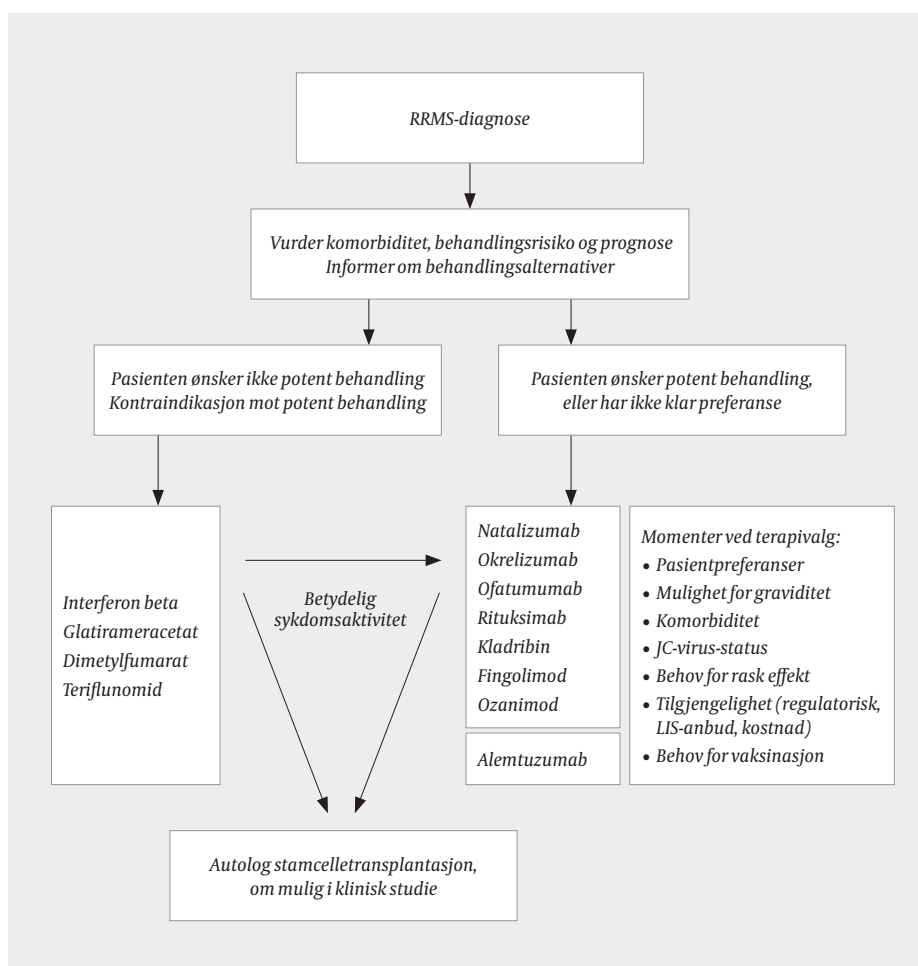 RRMS-diagnose
Vurder komorbiditet, behandlingsrisiko og prognose
Informer om behandlingsalternativer
Pasienten ønsker ikke potent behandling
Kontraindikasjon mot potent behandling
Pasienten ønsker potent behandling,
eller har ikke klar preferanse
Interferon beta
Glatirameracetat
Dimetylfumarat
Teriflunomid
Betydelig
sykdomsaktivitet
Natalizumab
Okrelizumab
Ofatumumab
Rituksimab
Kladribin
Fingolimod
Ozanimod
Alemtuzumab
Momenter ved terapivalg:
• Pasientpreferanser
• Mulighet for graviditet
• Komorbiditet
• JC-virus-status
• Behov for rask effekt
• Tilgjengelighet (regulatorisk,
LIS-anbud, kostnad)
• Behov for vaksinasjon
Autolog stamcelletransplantasjon,
om mulig i klinisk studie